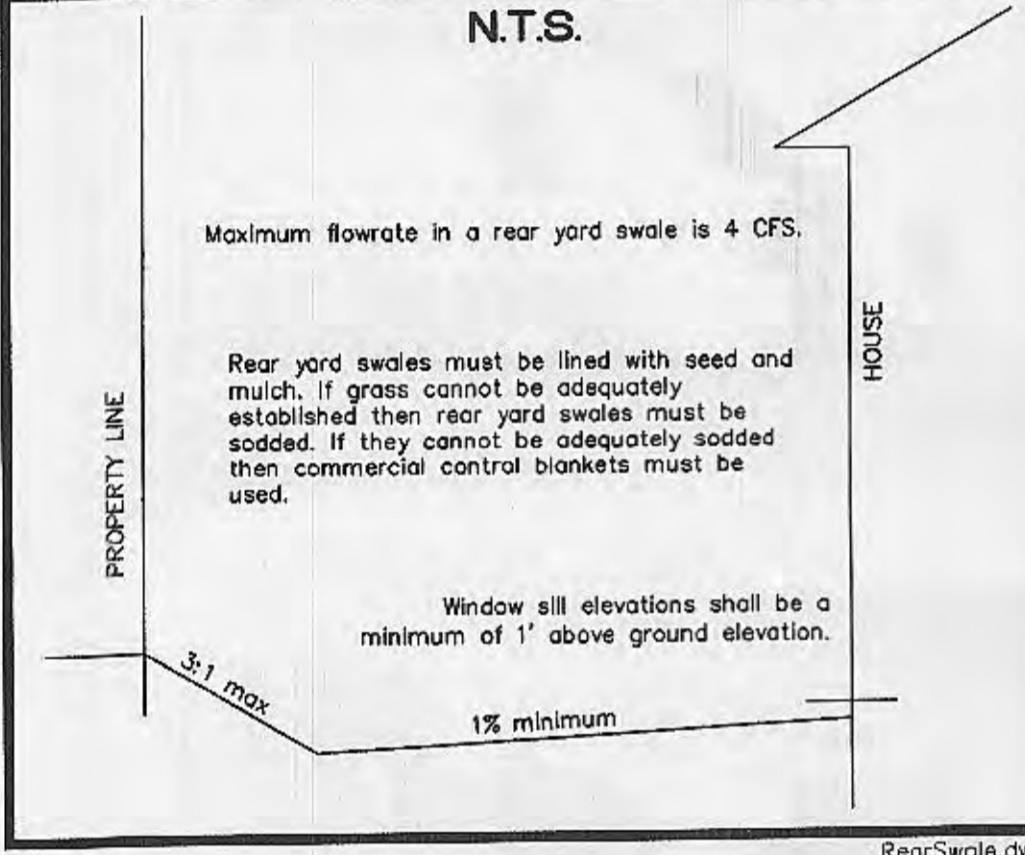 N.T.S.
Maximum flowrate in a rear yard swale is 4 CFS.
HOUSE
Rear yard swales must be lined with seed and
mulch. If grass cannot be adequately
established then rear yard swales must be
sodded. If they cannot be adequately sodded
then commercial control blankets must be
used.
PROPERTY LINE
Window sill elevations shall be a
minimum of 1' above ground elevation.
3:1 max
1% minimum
RearSwale.dw